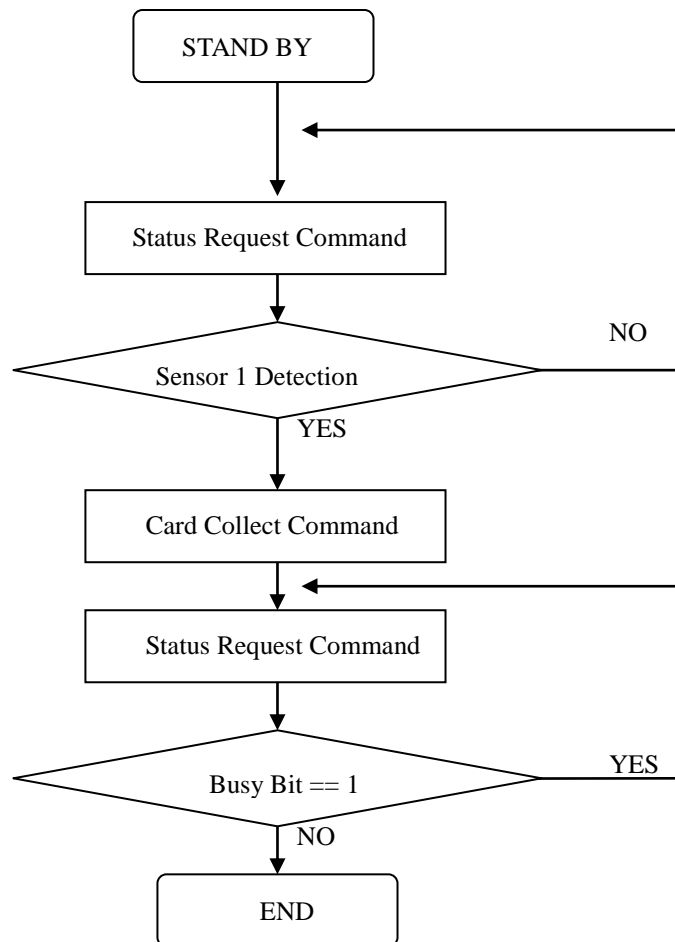 STAND BY
Status Request Command
NO
Sensor 1 Detection
YES
Card Collect Command
Status Request Command
YES
Busy Bit == 1
NO
END